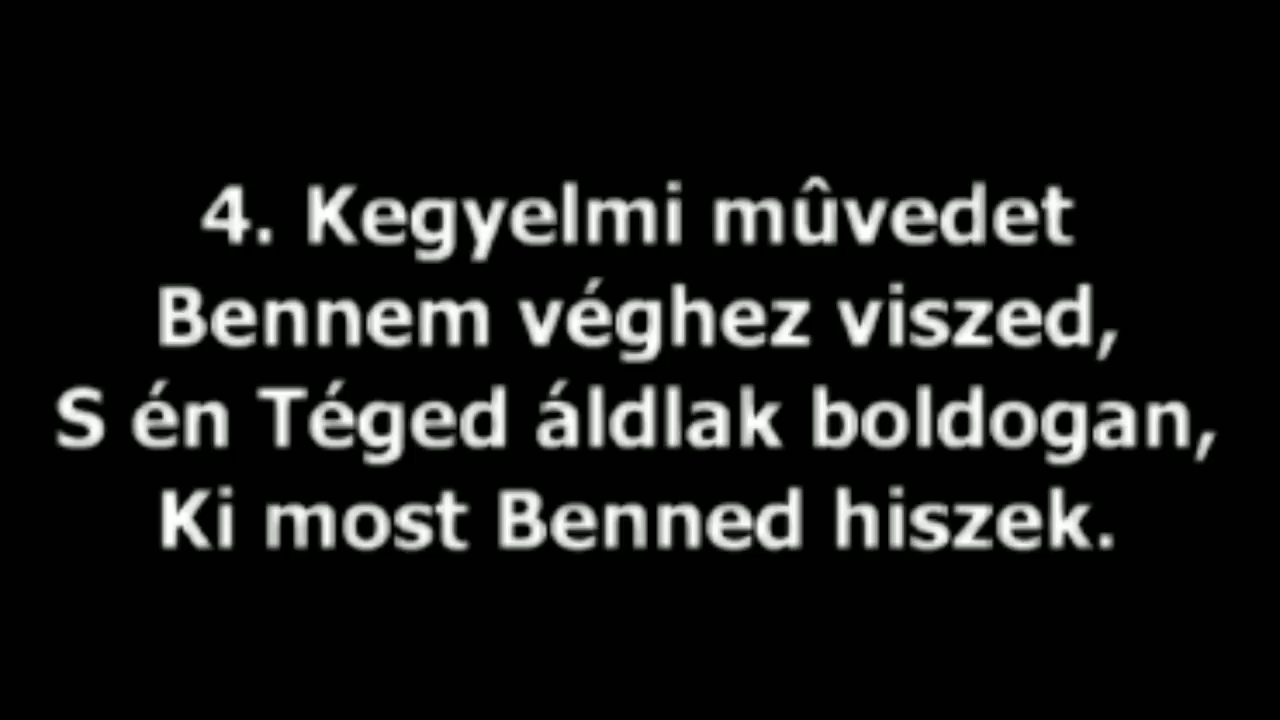 4. Kegyelmi mûvedet
Bennem véghez viszed,
S én Téged áldlak boldogan,
Ki most Benned hiszek.